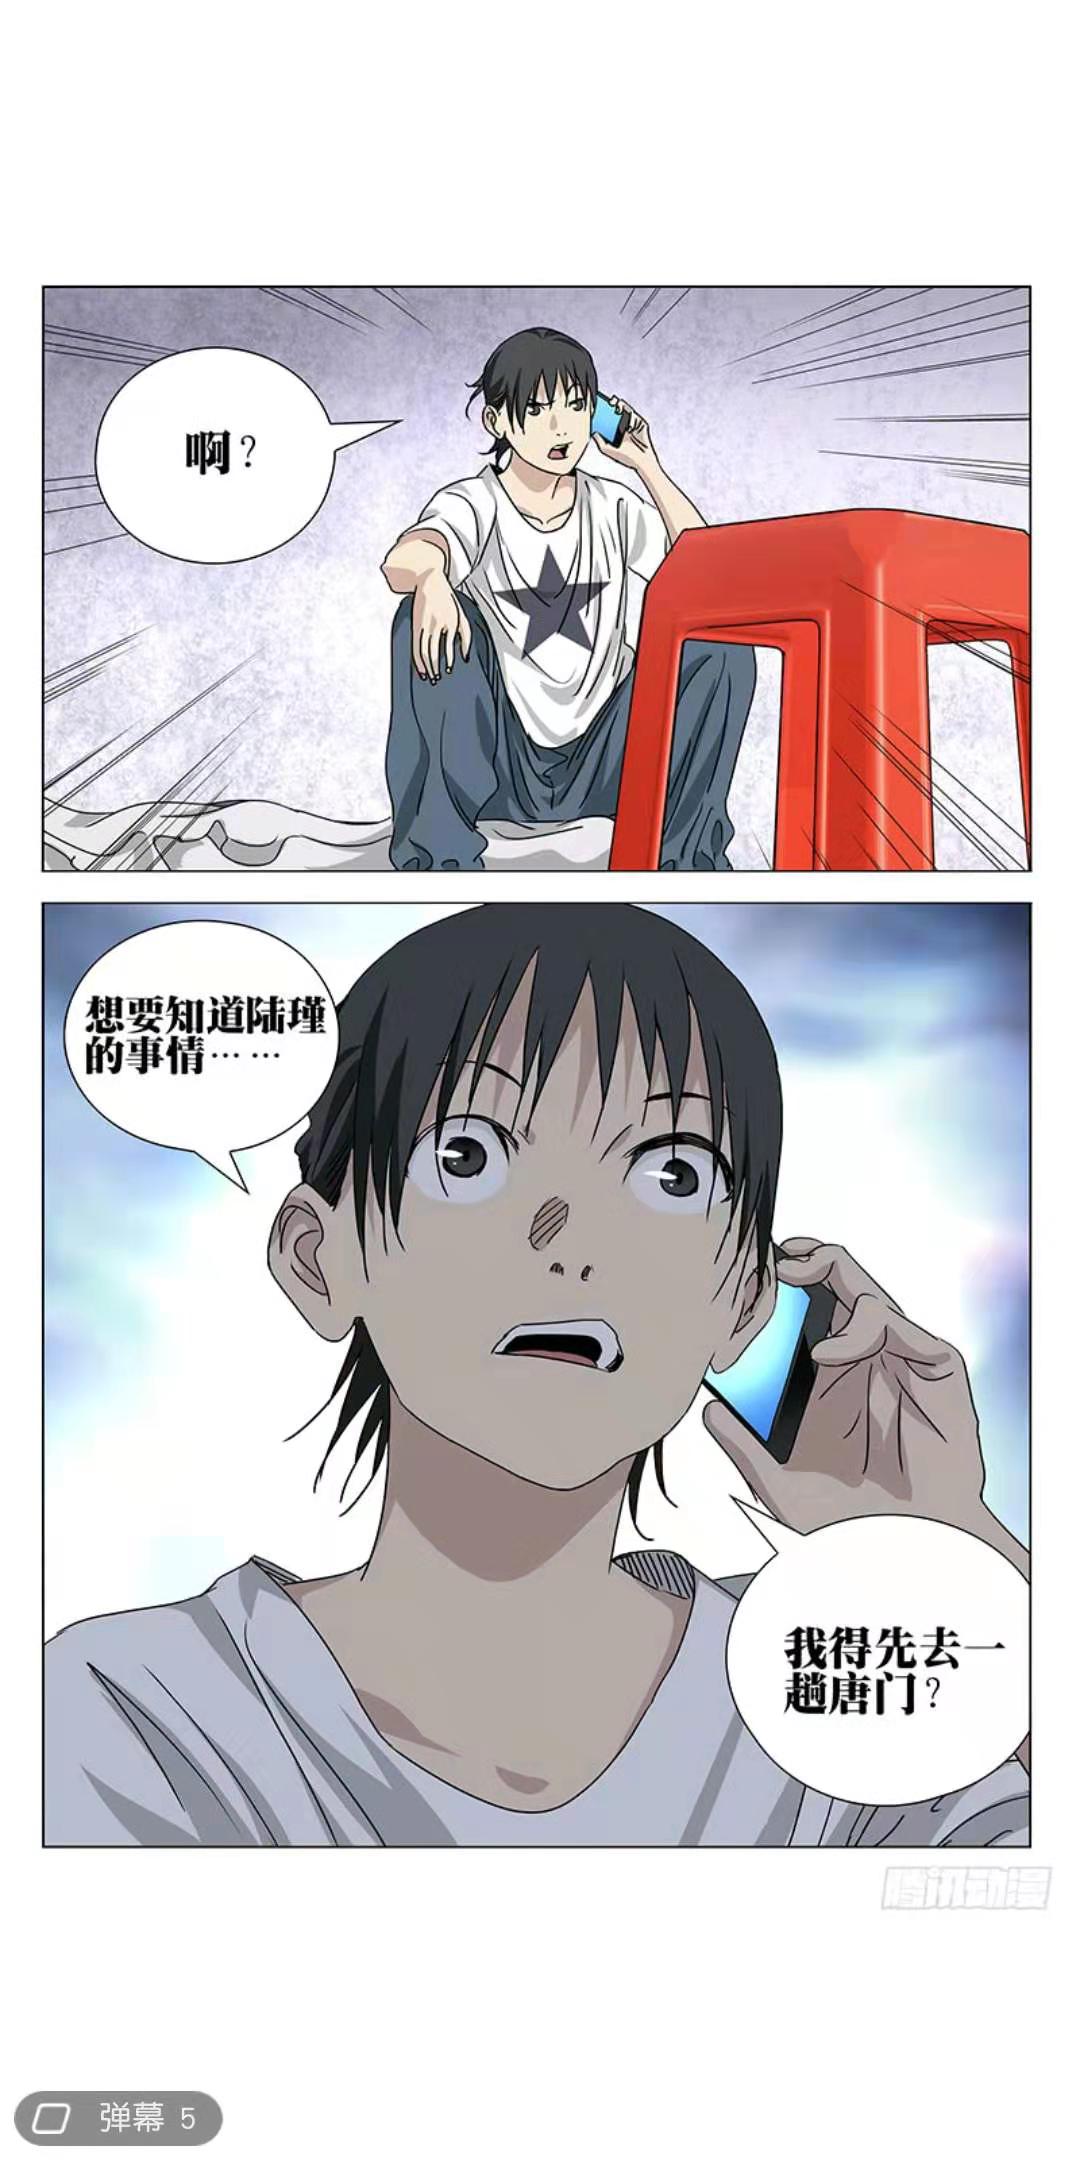 啊？
想要知道陆瑾
的事情……
我得先去一
趟唐门？
腾讯动漫
弹幕 5